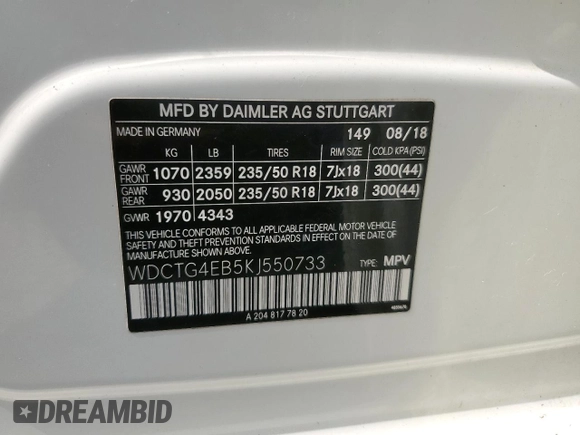 MFD BY DAIMLER AG STUTTGART
MADE IN GERMANY 149 08/18
KG LB TIRES RIM SIZE COLD KPA (PSI)
GAWR FRONT 1070 2359 235/50 R18 7Jx18 300(44)
GAWR REAR 930 2050 235/50 R18 7Jx18 300(44)
GVWR 1970 4343
THIS VEHICLE CONFORMS TO ALL APPLICABLE FEDERAL MOTOR VEHICLE
SAFETY AND THEFT PREVENTION STANDARDS IN EFFECT ON THE DATE OF
MANUFACTURE SHOWN ABOVE.
WDCTG4EB5KJ550733 TYPE: MPV
A 204 817 78 20
DREAMBID